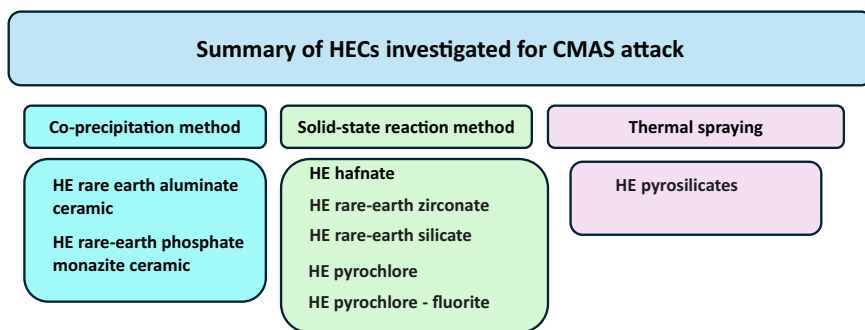 Summary of HECs investigated for CMAS attack
Co-precipitation method
Solid-state reaction method
Thermal spraying
HE rare earth aluminate
ceramic
HE rare-earth phosphate
monazite ceramic
HE hafnate
HE rare-earth zirconate
HE rare-earth silicate
HE pyrochlore
HE pyrochlore - fluorite
HE pyrosilicates